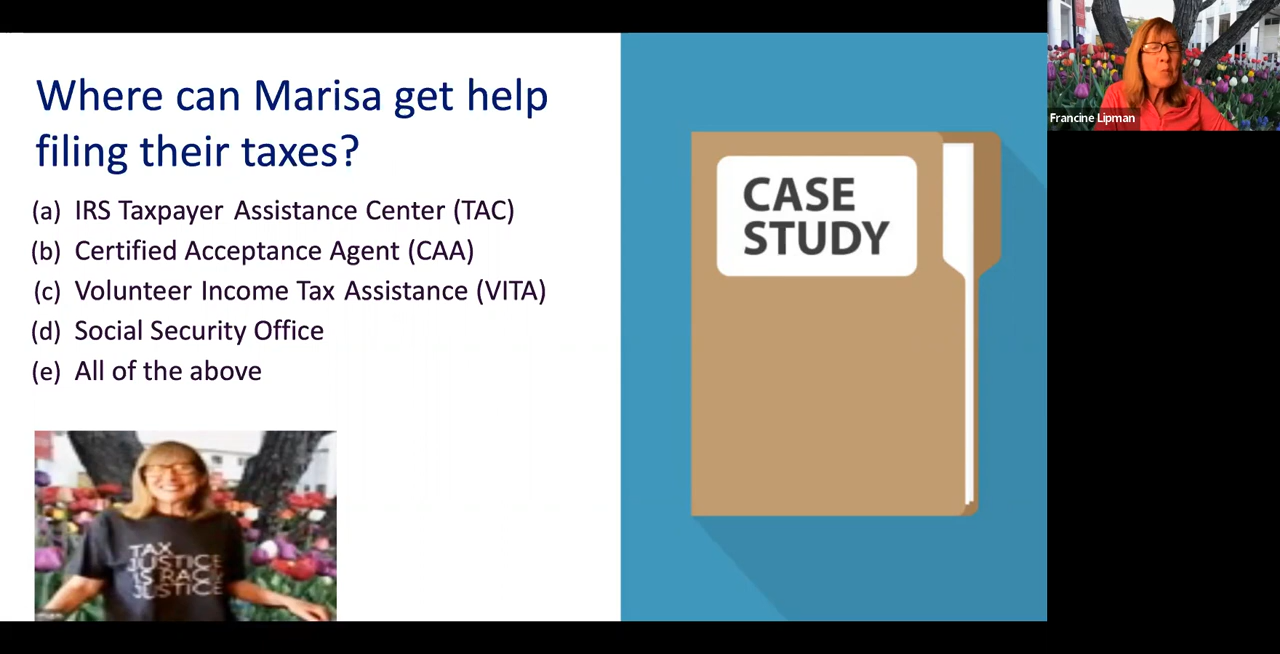 Where can Marisa get help
filing their taxes?
(a) IRS Taxpayer Assistance Center (TAC)
(b) Certified Acceptance Agent (CAA)
(c) Volunteer Income Tax Assistance (VITA)
(d) Social Security Office
(e) All of the above
CASE
STUDY
TAX
JUSTICE
IS RACE
JUSTICE
Francine Lipman